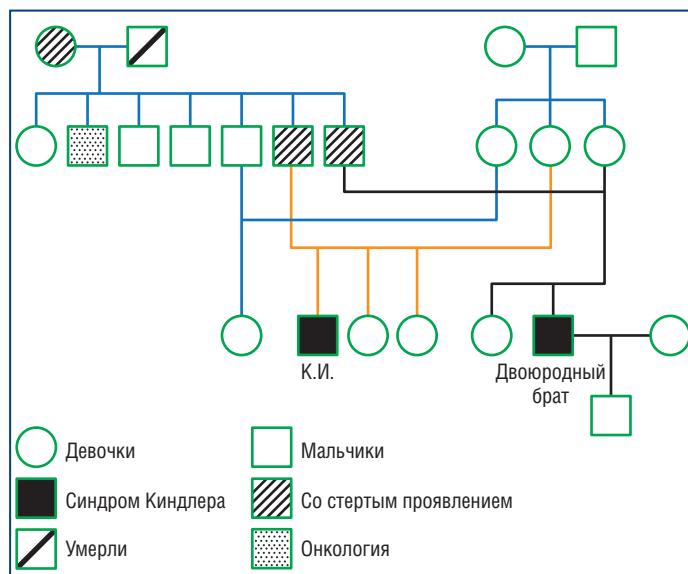 К.И.
Двоюродный
брат
Девочки
Мальчики
Синдром Киндлера
Со стертым проявлением
Умерли
Онкология